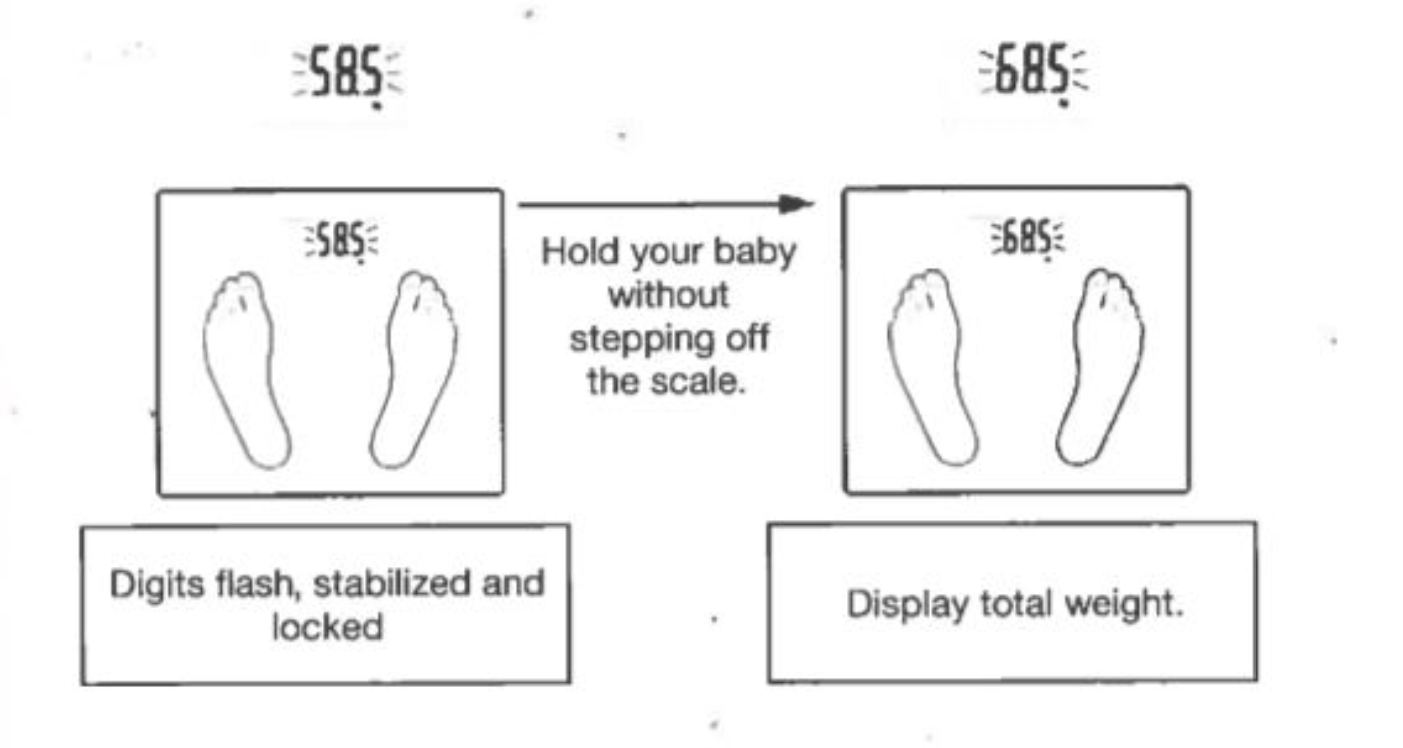 58.5
68.5
58.5
68.5
Hold your baby
without
stepping off
the scale.
Digits flash, stabilized and
locked
Display total weight.